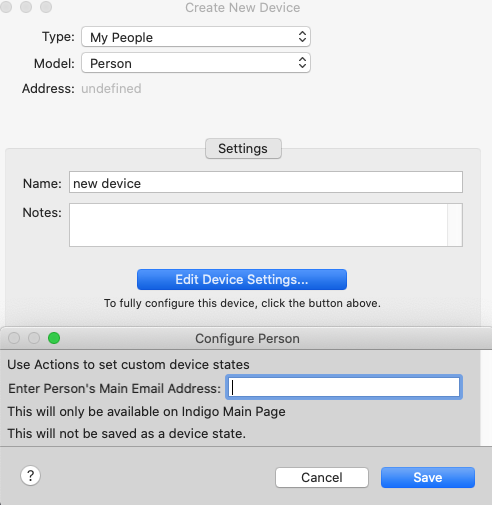 Create New Device
Type: My People
Model: Person
Address: undefined
Settings
Name: new device
Notes:
Edit Device Settings...
To fully configure this device, click the button above.
Configure Person
Use Actions to set custom device states
Enter Person's Main Email Address:
This will only be available on Indigo Main Page
This will not be saved as a device state.
? Cancel Save